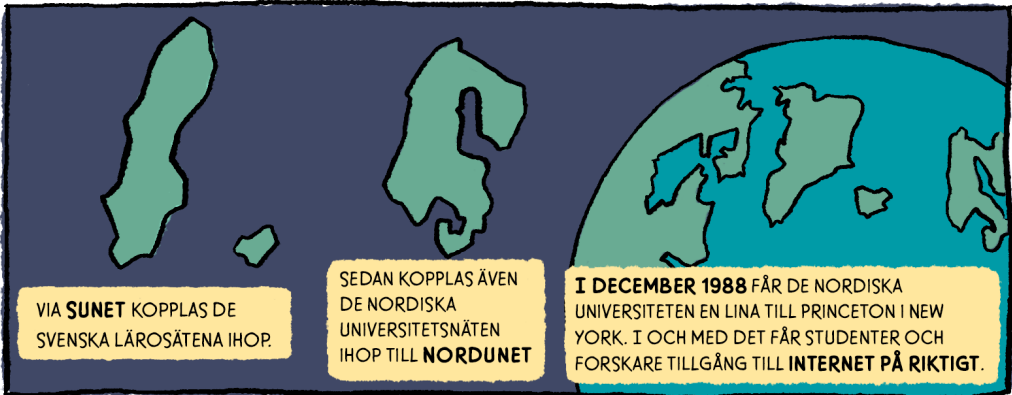 VIA SUNET KOPPLAS DE
SVENSKA LÄROSÄTENA IHOP.
SEDAN KOPPLAS ÄVEN
DE NORDISKA
UNIVERSITETSNÄTEN
IHOP TILL NORDUNET
I DECEMBER 1988 FÅR DE NORDISKA
UNIVERSITETEN EN LINA TILL PRINCETON I NEW
YORK. I OCH MED DET FÅR STUDENTER OCH
FORSKARE TILLGÅNG TILL INTERNET PÅ RIKTIGT.